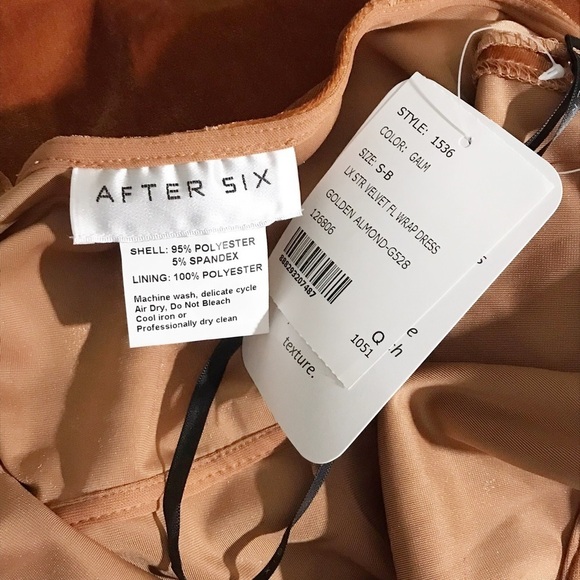 AFTER SIX
SHELL: 95% POLYESTER
5% SPANDEX
LINING: 100% POLYESTER
Machine wash, delicate cycle
Air Dry, Do Not Bleach
Cool iron or
Professionally dry clean
STYLE: 1536
COLOR: GALM
SIZE: S-B
LX STR VELVET FL WRAP DRESS
GOLDEN ALMOND-G528
126806
888293207487
Q
1051
texture.